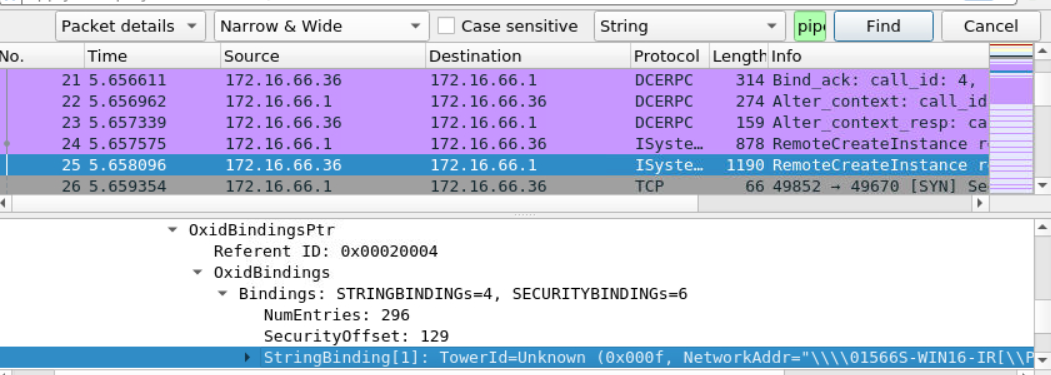 Packet details Narrow & Wide Case sensitive String pipe Find Cancel
No. Time Source Destination Protocol Length Info
21 5.656611 172.16.66.36 172.16.66.1 DCERPC 314 Bind_ack: call_id: 4,
22 5.656962 172.16.66.1 172.16.66.36 DCERPC 274 Alter_context: call_id
23 5.657339 172.16.66.36 172.16.66.1 DCERPC 159 Alter_context_resp: ca
24 5.657575 172.16.66.1 172.16.66.36 ISyste… 878 RemoteCreateInstance r
25 5.658096 172.16.66.36 172.16.66.1 ISyste… 1190 RemoteCreateInstance r
26 5.659354 172.16.66.1 172.16.66.36 TCP 66 49852 → 49670 [SYN] Se
OxidBindingsPtr
Referent ID: 0x00020004
OxidBindings
Bindings: STRINGBINDINGs=4, SECURITYBINDINGs=6
NumEntries: 296
SecurityOffset: 129
StringBinding[1]: TowerId=Unknown (0x000f, NetworkAddr="\\\\01566S-WIN16-IR[\\P